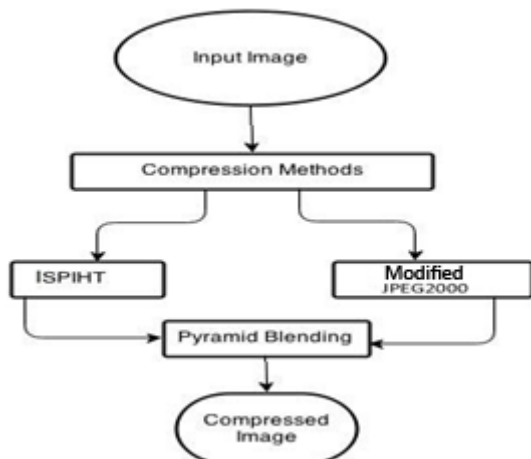 Input Image
Compression Methods
ISPIHT
Modified
JPEG2000
Pyramid Blending
Compressed
Image